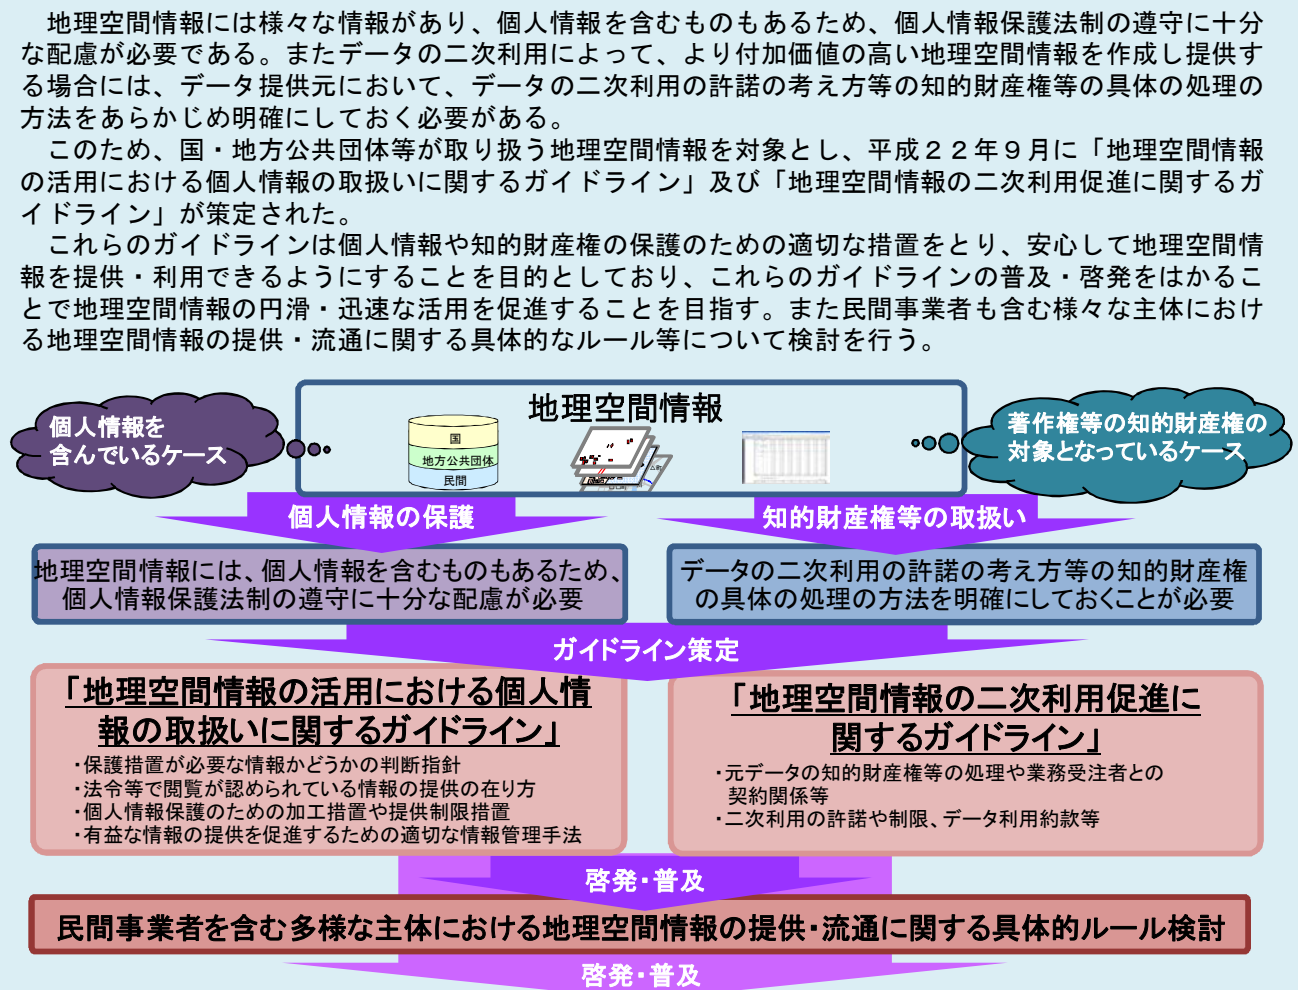 地理空間情報には様々な情報があり、個人情報を含むものもあるため、個人情報保護法制の遵守に十分
な配慮が必要である。またデータの二次利用によって、より付加価値の高い地理空間情報を作成し提供す
る場合には、データ提供元において、データの二次利用の許諾の考え方等の知的財産権等の具体の処理の
方法をあらかじめ明確にしておく必要がある。
このため、国・地方公共団体等が取り扱う地理空間情報を対象とし、平成２２年９月に「地理空間情報
の活用における個人情報の取扱いに関するガイドライン」及び「地理空間情報の二次利用促進に関するガ
イドライン」が策定された。
これらのガイドラインは個人情報や知的財産権の保護のための適切な措置をとり、安心して地理空間情
報を提供・利用できるようにすることを目的としており、これらのガイドラインの普及・啓発をはかるこ
とで地理空間情報の円滑・迅速な活用を促進することを目指す。また民間事業者も含む様々な主体におけ
る地理空間情報の提供・流通に関する具体的なルール等について検討を行う。
個人情報を
含んでいるケース
地理空間情報
国
地方公共団体
民間
著作権等の知的財産権の
対象となっているケース
個人情報の保護
知的財産権等の取扱い
地理空間情報には、個人情報を含むものもあるため、
個人情報保護法制の遵守に十分な配慮が必要
データの二次利用の許諾の考え方等の知的財産権
の具体の処理の方法を明確にしておくことが必要
ガイドライン策定
「地理空間情報の活用における個人情
報の取扱いに関するガイドライン」
・保護措置が必要な情報かどうかの判断指針
・法令等で閲覧が認められている情報の提供の在り方
・個人情報保護のための加工措置や提供制限措置
・有益な情報の提供を促進するための適切な情報管理手法
「地理空間情報の二次利用促進に
関するガイドライン」
・元データの知的財産権等の処理や業務受注者との
契約関係等
・二次利用の許諾や制限、データ利用約款等
啓発・普及
民間事業者を含む多様な主体における地理空間情報の提供・流通に関する具体的ルール検討
啓発・普及